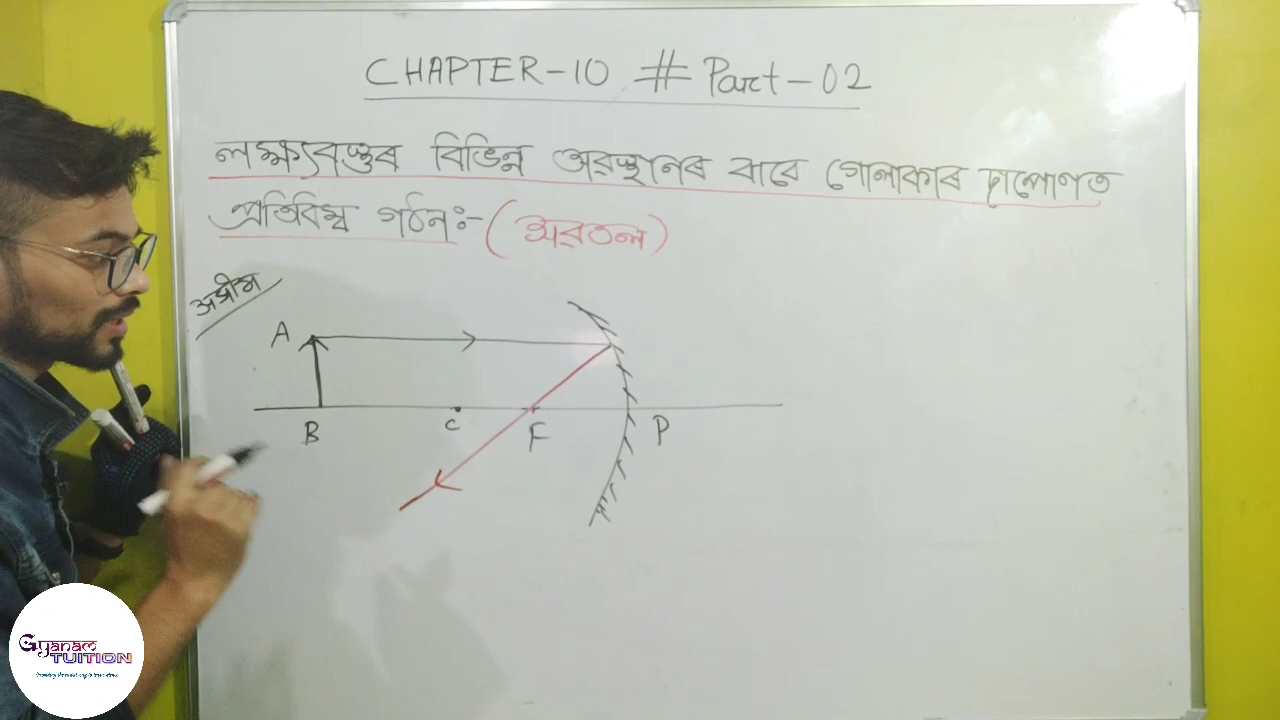 CHAPTER-10 # Part-02
লক্ষ্যবস্তুৰ বিভিন্ন অৱস্থানৰ বাবে গোলাকাৰ দাপোণত
প্ৰতিবিম্ব গঠনঃ- (অৱতল)
অসীম
A
B
C
F
P
Gyanam
TUITION